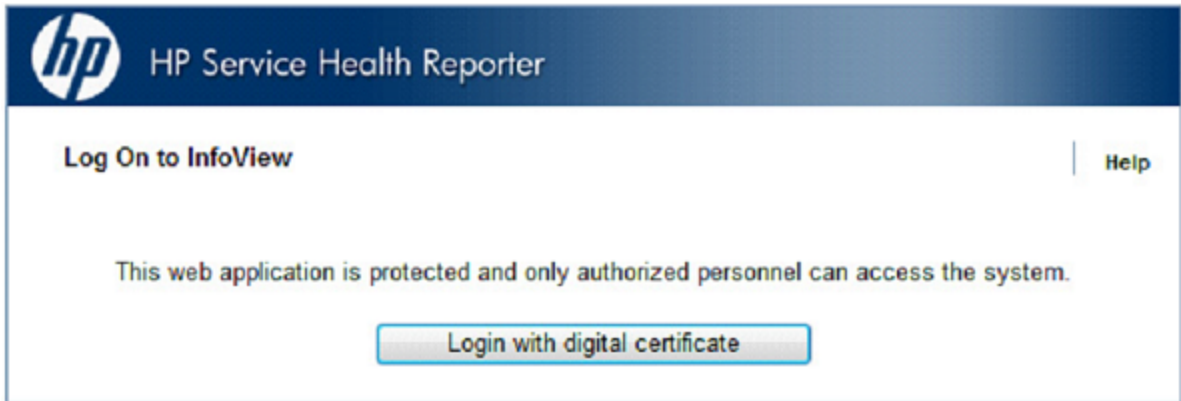 hp HP Service Health Reporter
Log On to InfoView
Help
This web application is protected and only authorized personnel can access the system.
Login with digital certificate